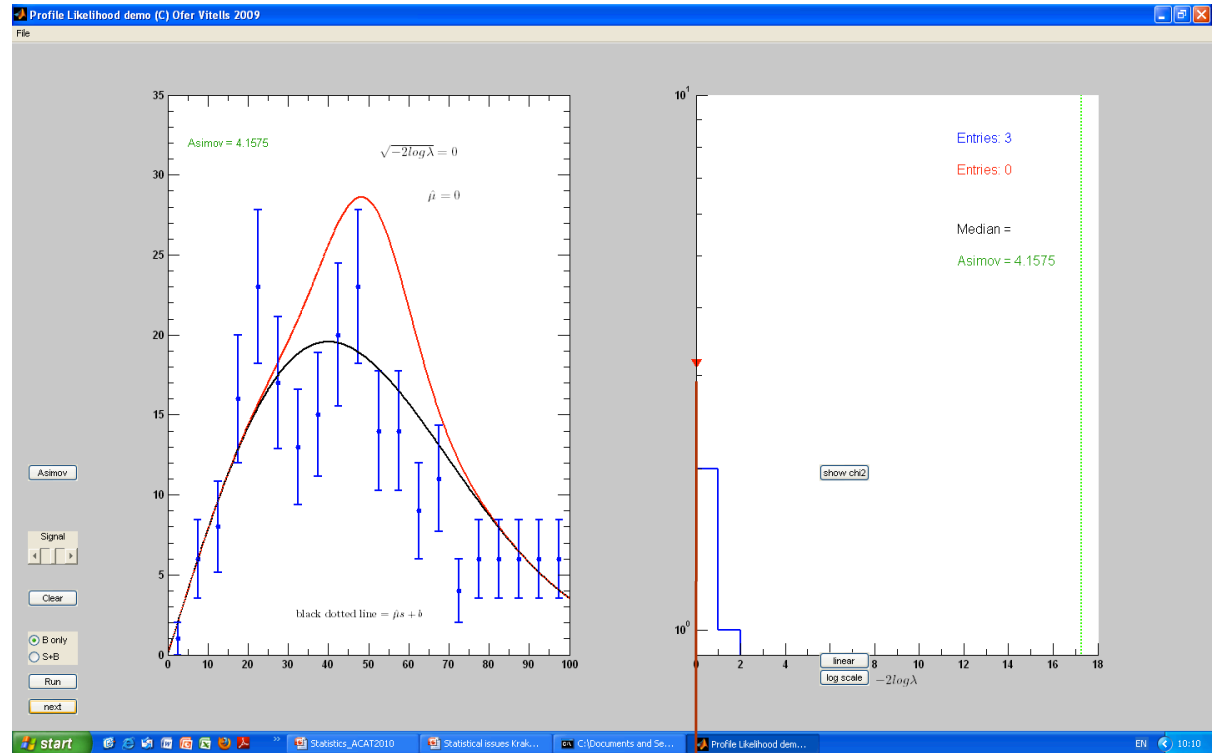 Profile Likelihood demo (C) Ofer Vitells 2009
File
35
30
25
20
15
10
5
0
0 10 20 30 40 50 60 70 80 90 100
Asimov = 4.1575
√−2logλ = 0
μ̂ = 0
black dotted line = μ̂s + b
10¹
10⁰
0 2 4 6 8 10 12 14 16 18
−2logλ
Entries: 3
Entries: 0
Median =
Asimov = 4.1575
show chi2
linear
log scale
Asimov
Signal
Clear
B only
S+B
Run
next
start
Statistics_ACAT2010
Statistical issues Krak...
C:\Documents and Se...
Profile Likelihood dem...
EN
10:10